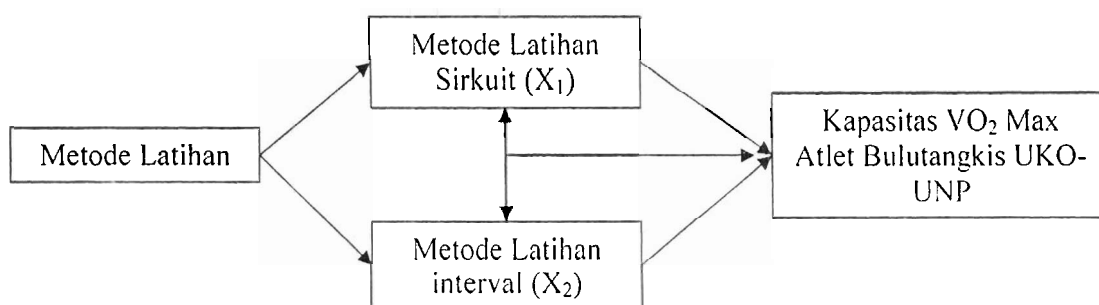 Metode Latihan
Sirkuit (X₁)
Metode Latihan
Kapasitas VO₂ Max
Atlet Bulutangkis UKO-
UNP
Metode Latihan
interval (X₂)